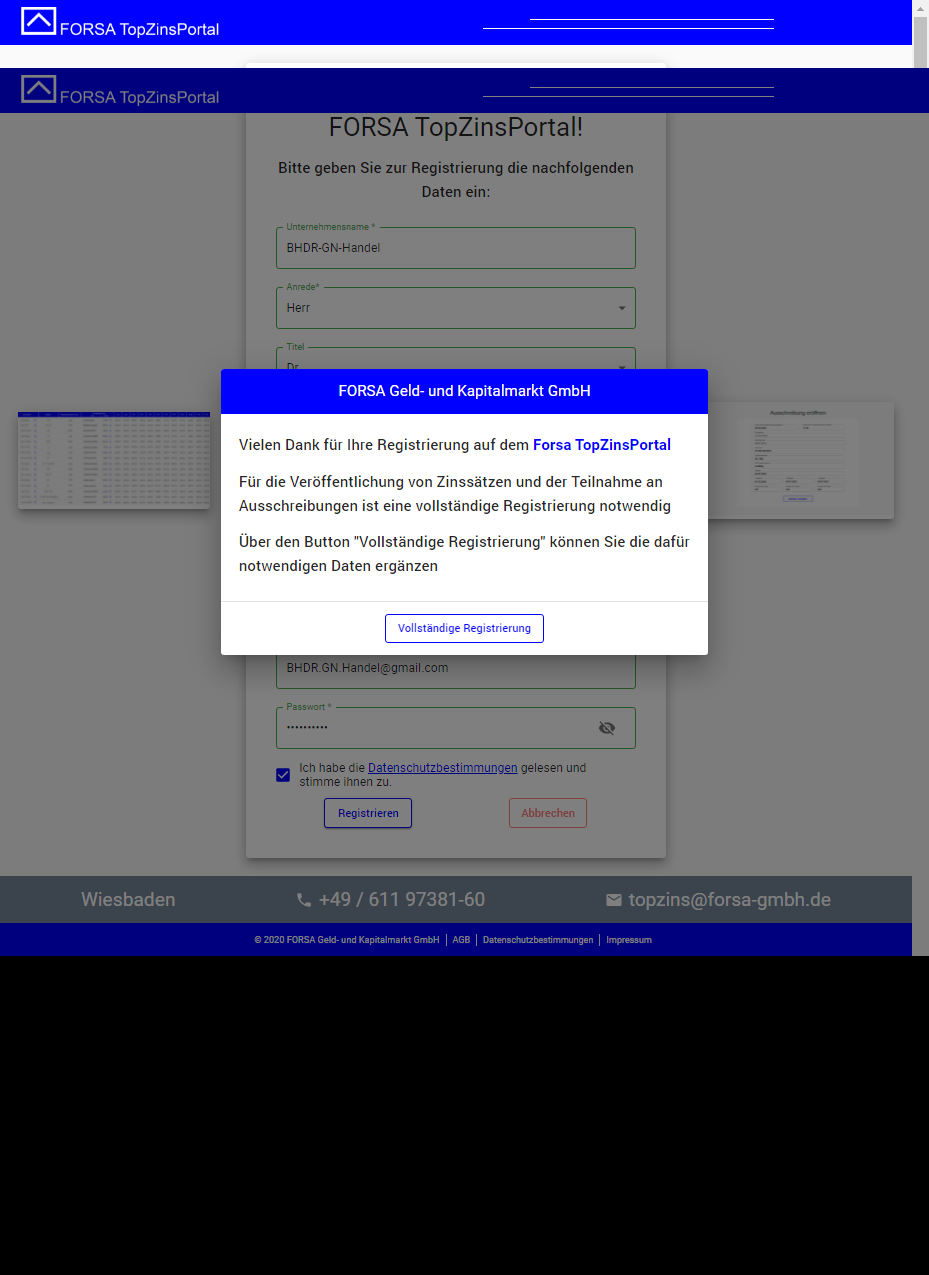 FORSA TopZinsPortal
FORSA TopZinsPortal
FORSA TopZinsPortal!
Bitte geben Sie zur Registrierung die nachfolgenden
Daten ein:
Unternehmensname *
BHDR-GN-Handel
Anrede*
Herr
Titel
Dr.
FORSA Geld- und Kapitalmarkt GmbH
Vielen Dank für Ihre Registrierung auf dem Forsa TopZinsPortal
Für die Veröffentlichung von Zinssätzen und der Teilnahme an
Ausschreibungen ist eine vollständige Registrierung notwendig
Über den Button "Vollständige Registrierung" können Sie die dafür
notwendigen Daten ergänzen
Vollständige Registrierung
Ausschreibung eröffnen
BHDR.GN.Handel@gmail.com
Passwort *
••••••••••
Ich habe die Datenschutzbestimmungen gelesen und
stimme ihnen zu.
Registrieren
Abbrechen
Wiesbaden
+49 / 611 97381-60
topzins@forsa-gmbh.de
© 2020 FORSA Geld- und Kapitalmarkt GmbH | AGB | Datenschutzbestimmungen | Impressum